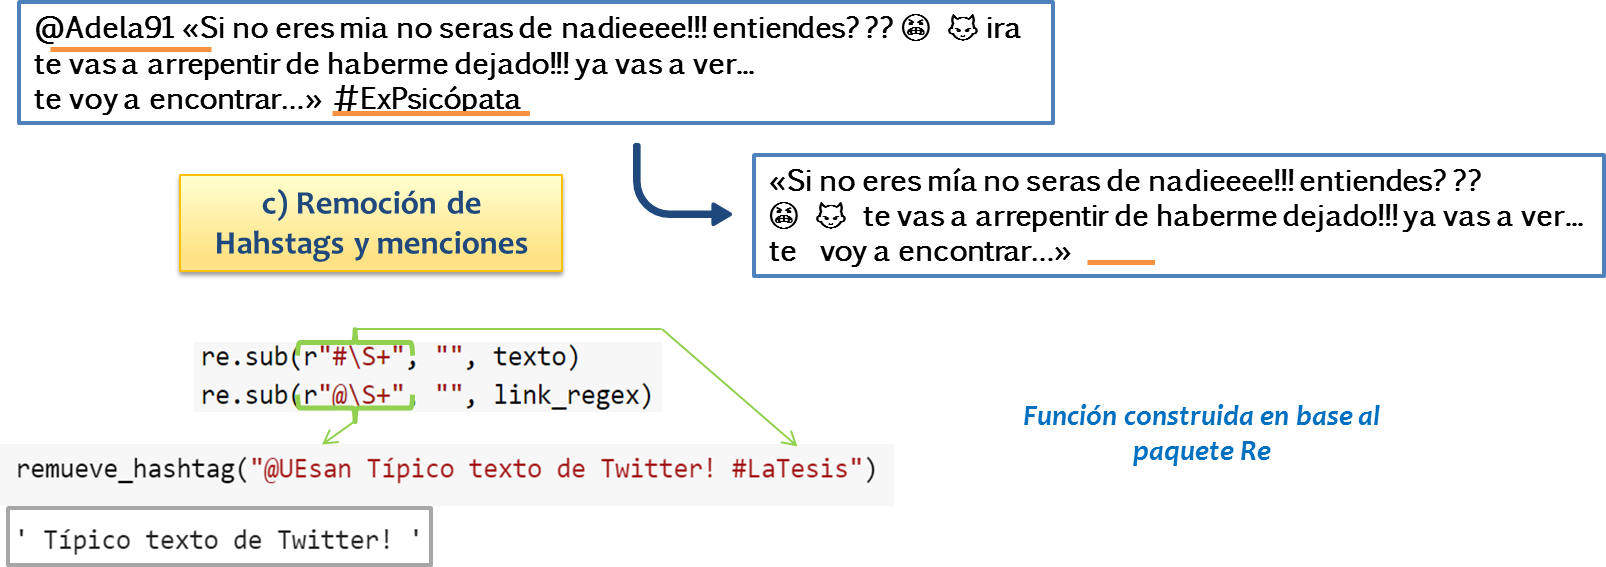 @Adela91 «Si no eres mia no seras de nadieeee!!! entiendes? ?? 😬 😼 ira
te vas a arrepentir de haberme dejado!!! ya vas a ver...
te voy a encontrar...» #ExPsicópata
«Si no eres mía no seras de nadieeee!!! entiendes? ??
😬 😼 te vas a arrepentir de haberme dejado!!! ya vas a ver...
te voy a encontrar...»
c) Remoción de
Hahstags y menciones
re.sub(r"#\S+", "", texto)
re.sub(r"@\S+", "", link_regex)
Función construida en base al
paquete Re
remueve_hashtag("@UEsan Típico texto de Twitter! #LaTesis")
' Típico texto de Twitter! '